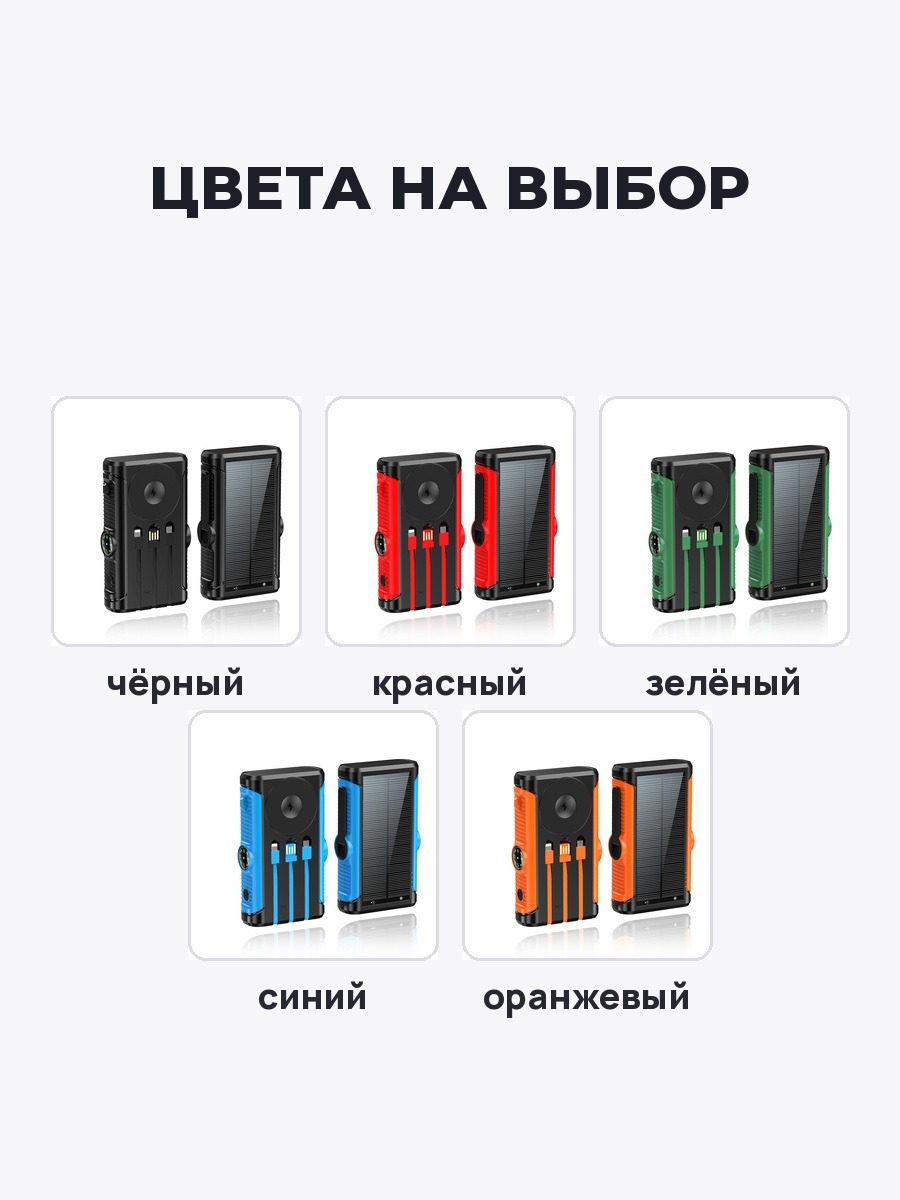 ЦВЕТА НА ВЫБОР
чёрный
красный
зелёный
синий
оранжевый